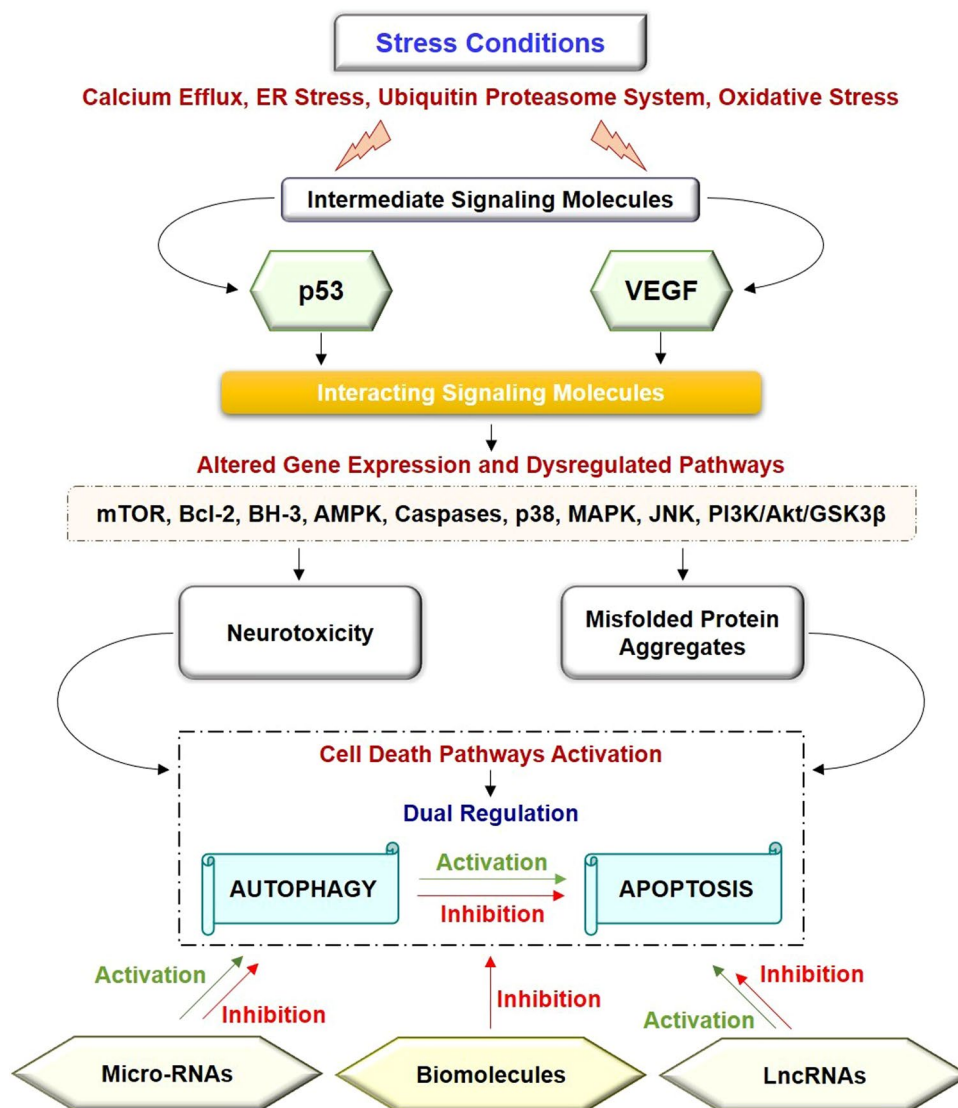 Stress Conditions
Calcium Efflux, ER Stress, Ubiquitin Proteasome System, Oxidative Stress
Intermediate Signaling Molecules
p53
VEGF
Interacting Signaling Molecules
Altered Gene Expression and Dysregulated Pathways
mTOR, Bcl-2, BH-3, AMPK, Caspases, p38, MAPK, JNK, PI3K/Akt/GSK3β
Neurotoxicity
Misfolded Protein
Aggregates
Cell Death Pathways Activation
Dual Regulation
AUTOPHAGY
Activation
Inhibition
APOPTOSIS
Activation
Inhibition
Inhibition
Inhibition
Activation
Micro-RNAs
Biomolecules
LncRNAs